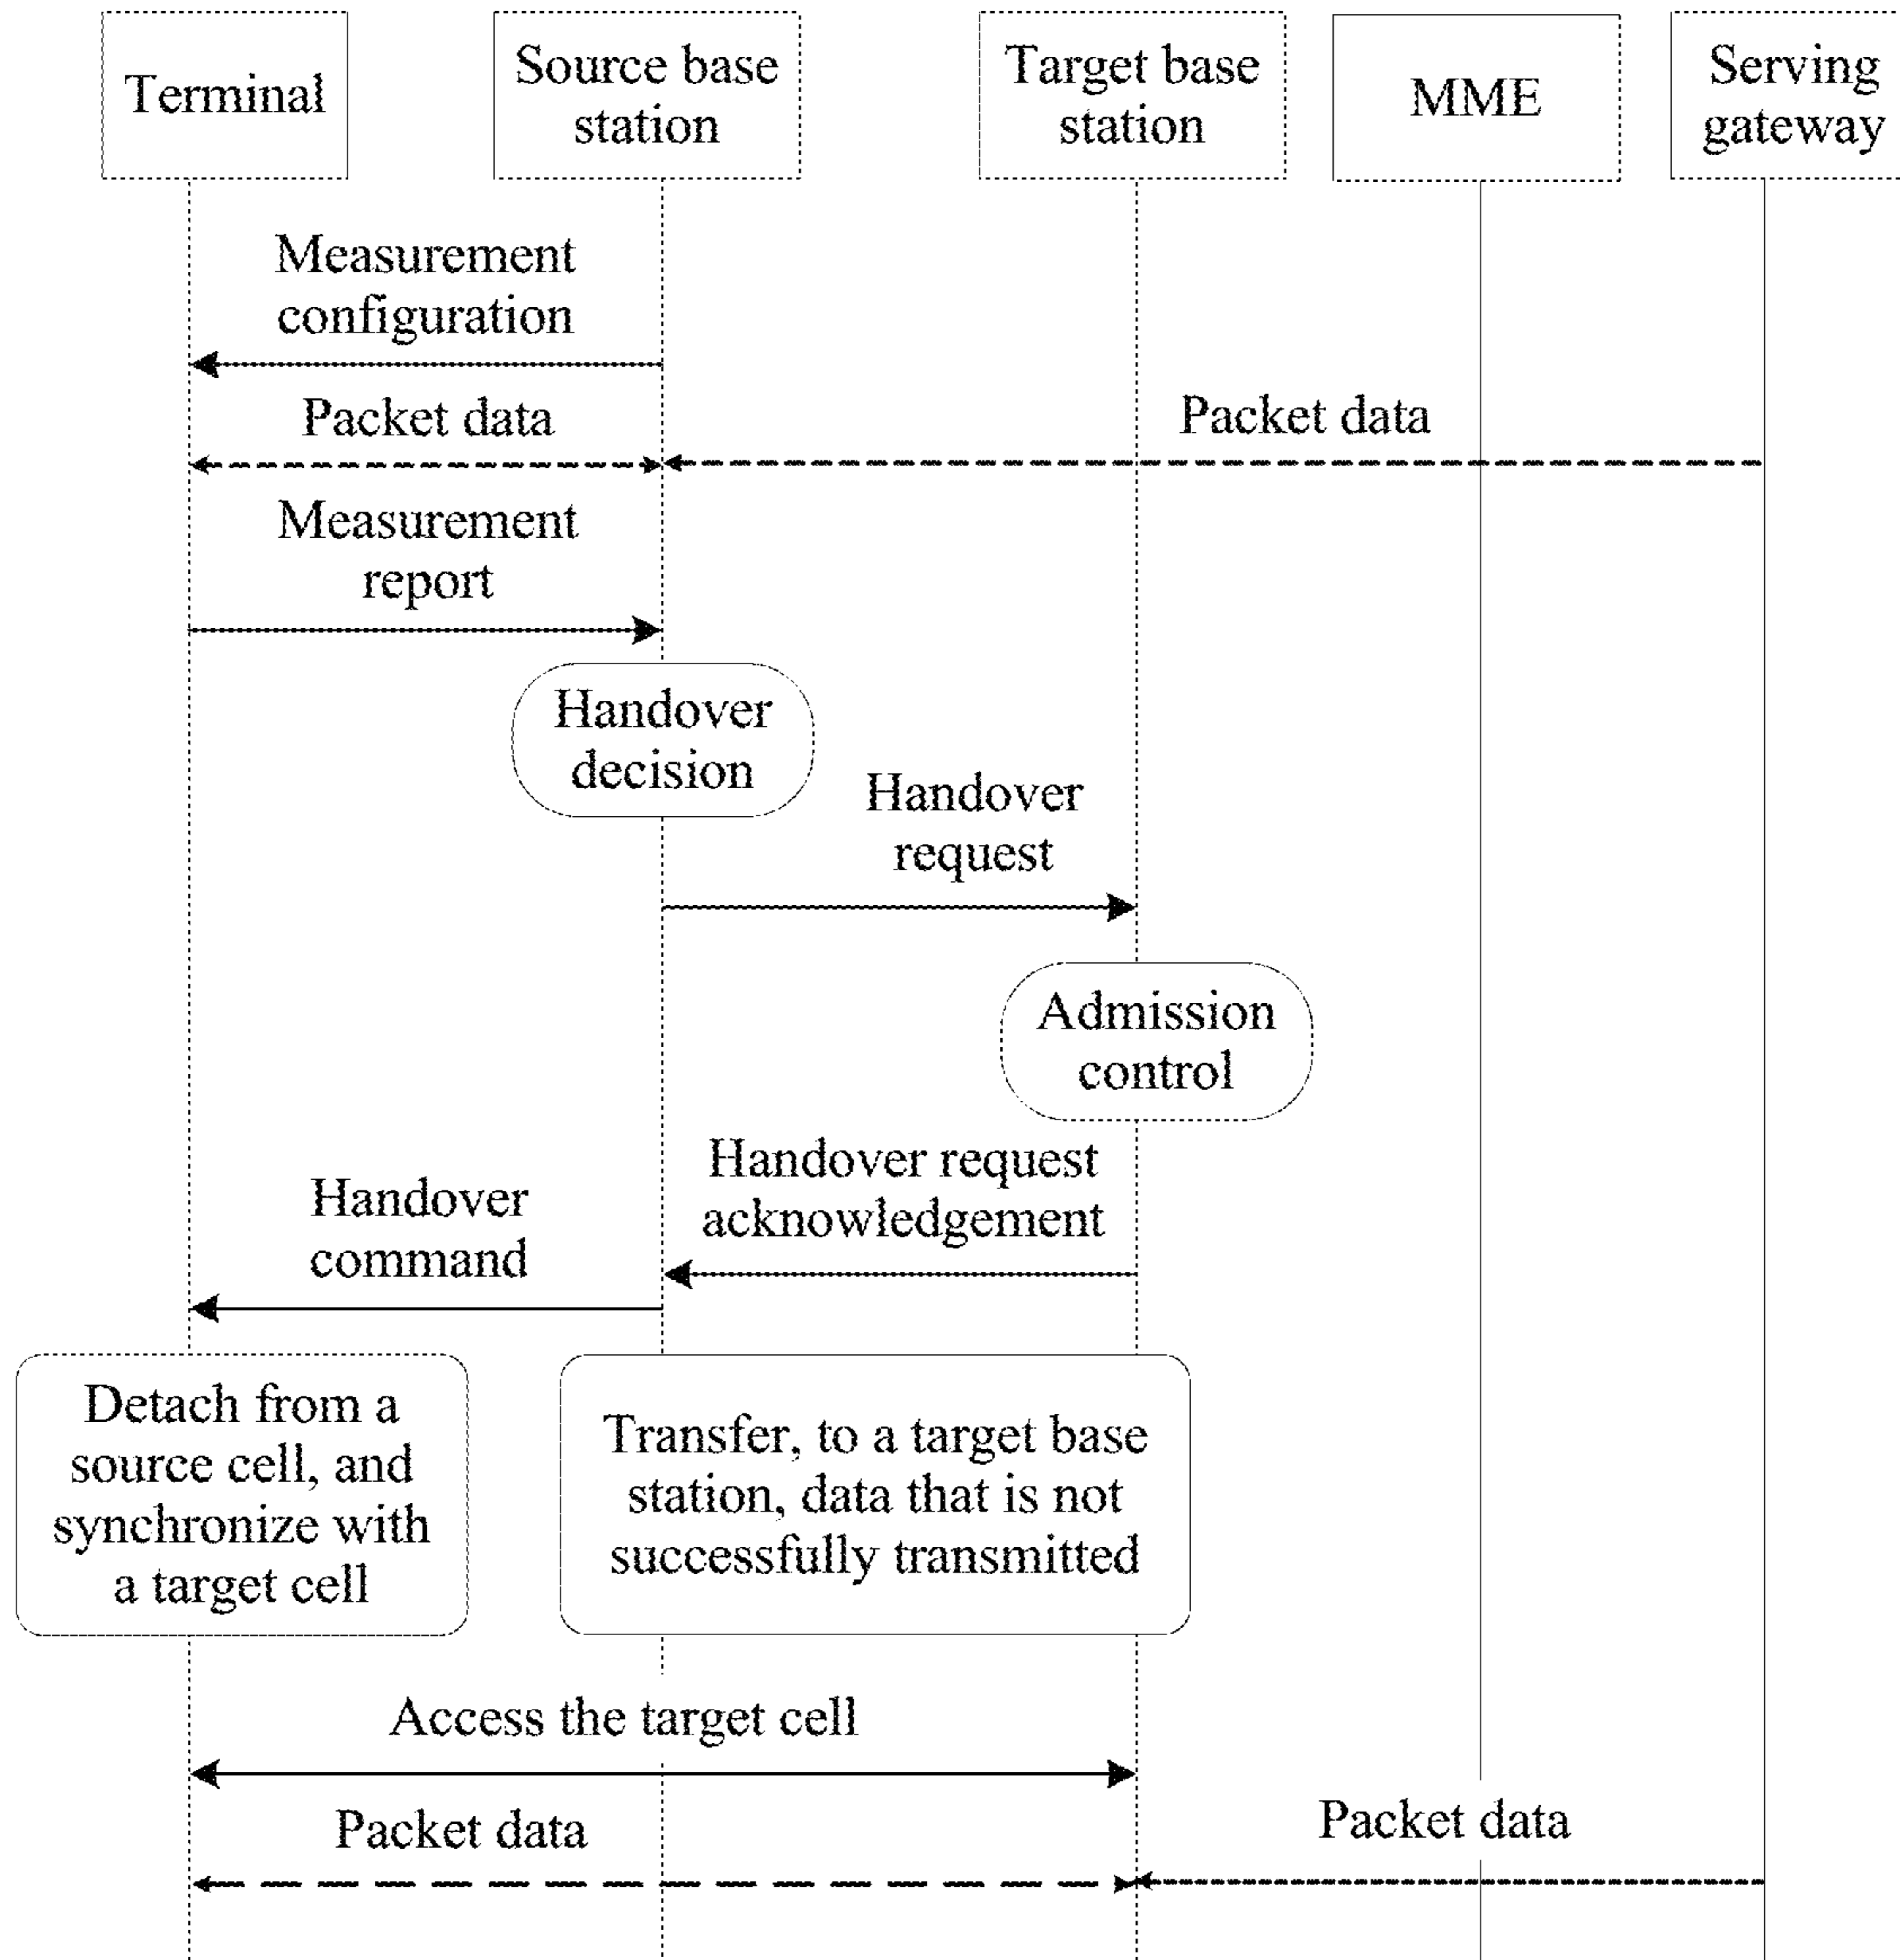 Terminal
Source base
station
Target base
station
MME
Serving
gateway
Measurement
configuration
Packet data
Packet data
Measurement
report
Handover
decision
Handover
request
Admission
control
Handover request
acknowledgement
Handover
command
Detach from a
source cell, and
synchronize with
a target cell
Transfer, to a target base
station, data that is not
successfully transmitted
Access the target cell
Packet data
Packet data